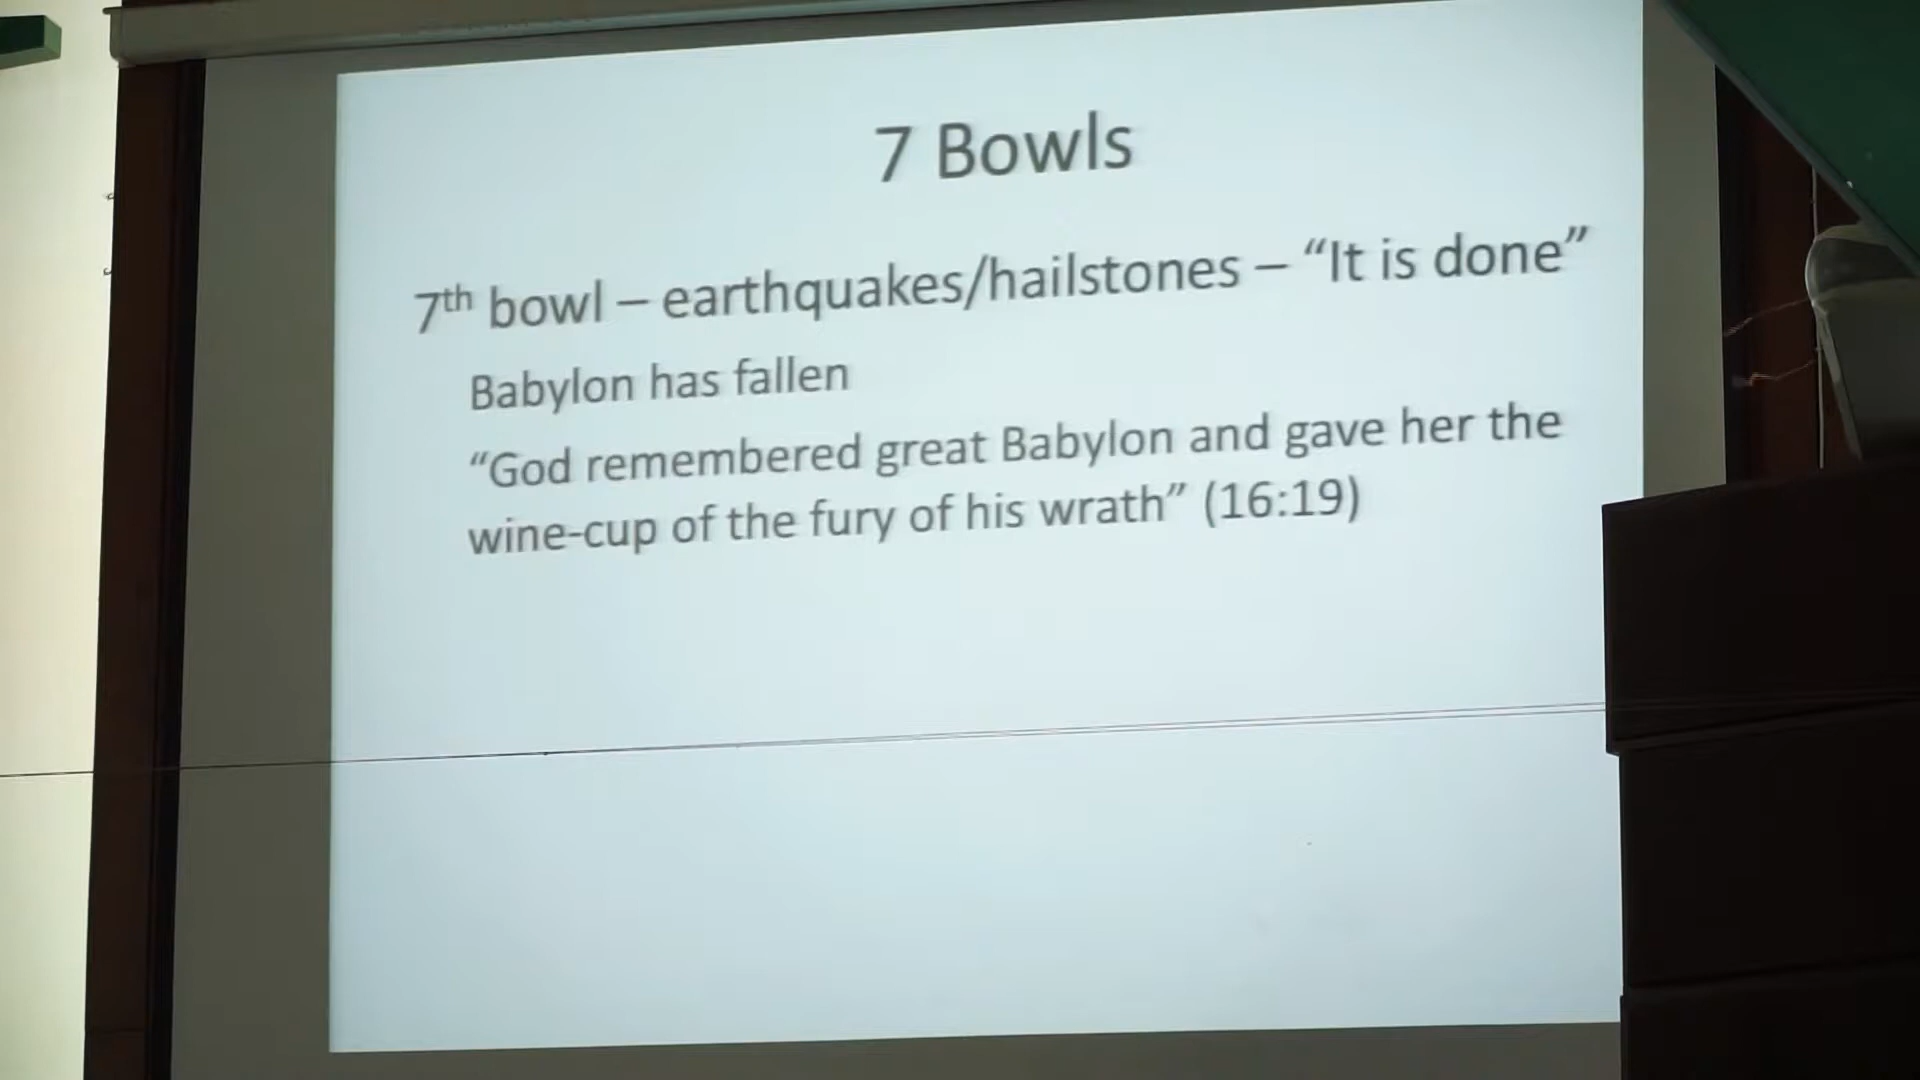 7 Bowls
7th bowl – earthquakes/hailstones – “It is done”
Babylon has fallen
“God remembered great Babylon and gave her the
wine-cup of the fury of his wrath” (16:19)